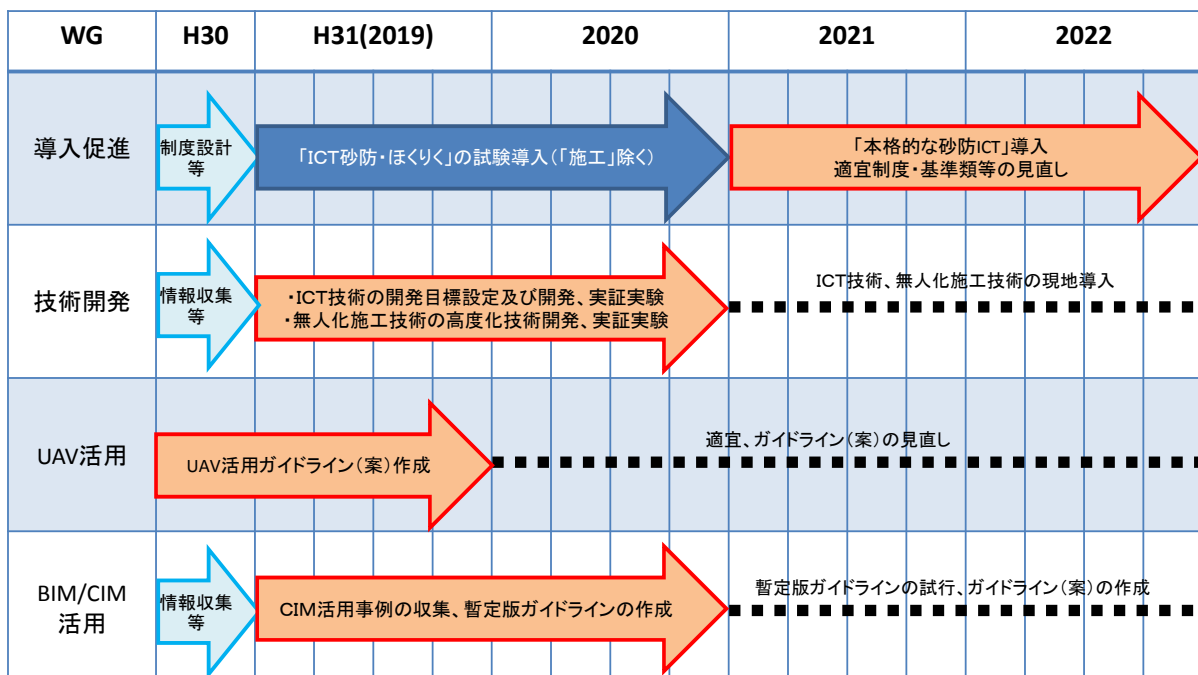 WG H30 H31(2019) 2020 2021 2022
導入促進
制度設計
等
「ICT砂防・ほくりく」の試験導入(「施工」除く)
「本格的な砂防ICT」導入
適宜制度・基準類等の見直し
技術開発
情報収集
等
・ICT技術の開発目標設定及び開発、実証実験
・無人化施工技術の高度化技術開発、実証実験
ICT技術、無人化施工技術の現地導入
UAV活用
UAV活用ガイドライン(案)作成
適宜、ガイドライン(案)の見直し
BIM/CIM
活用
情報収集
等
CIM活用事例の収集、暫定版ガイドラインの作成
暫定版ガイドラインの試行、ガイドライン(案)の作成